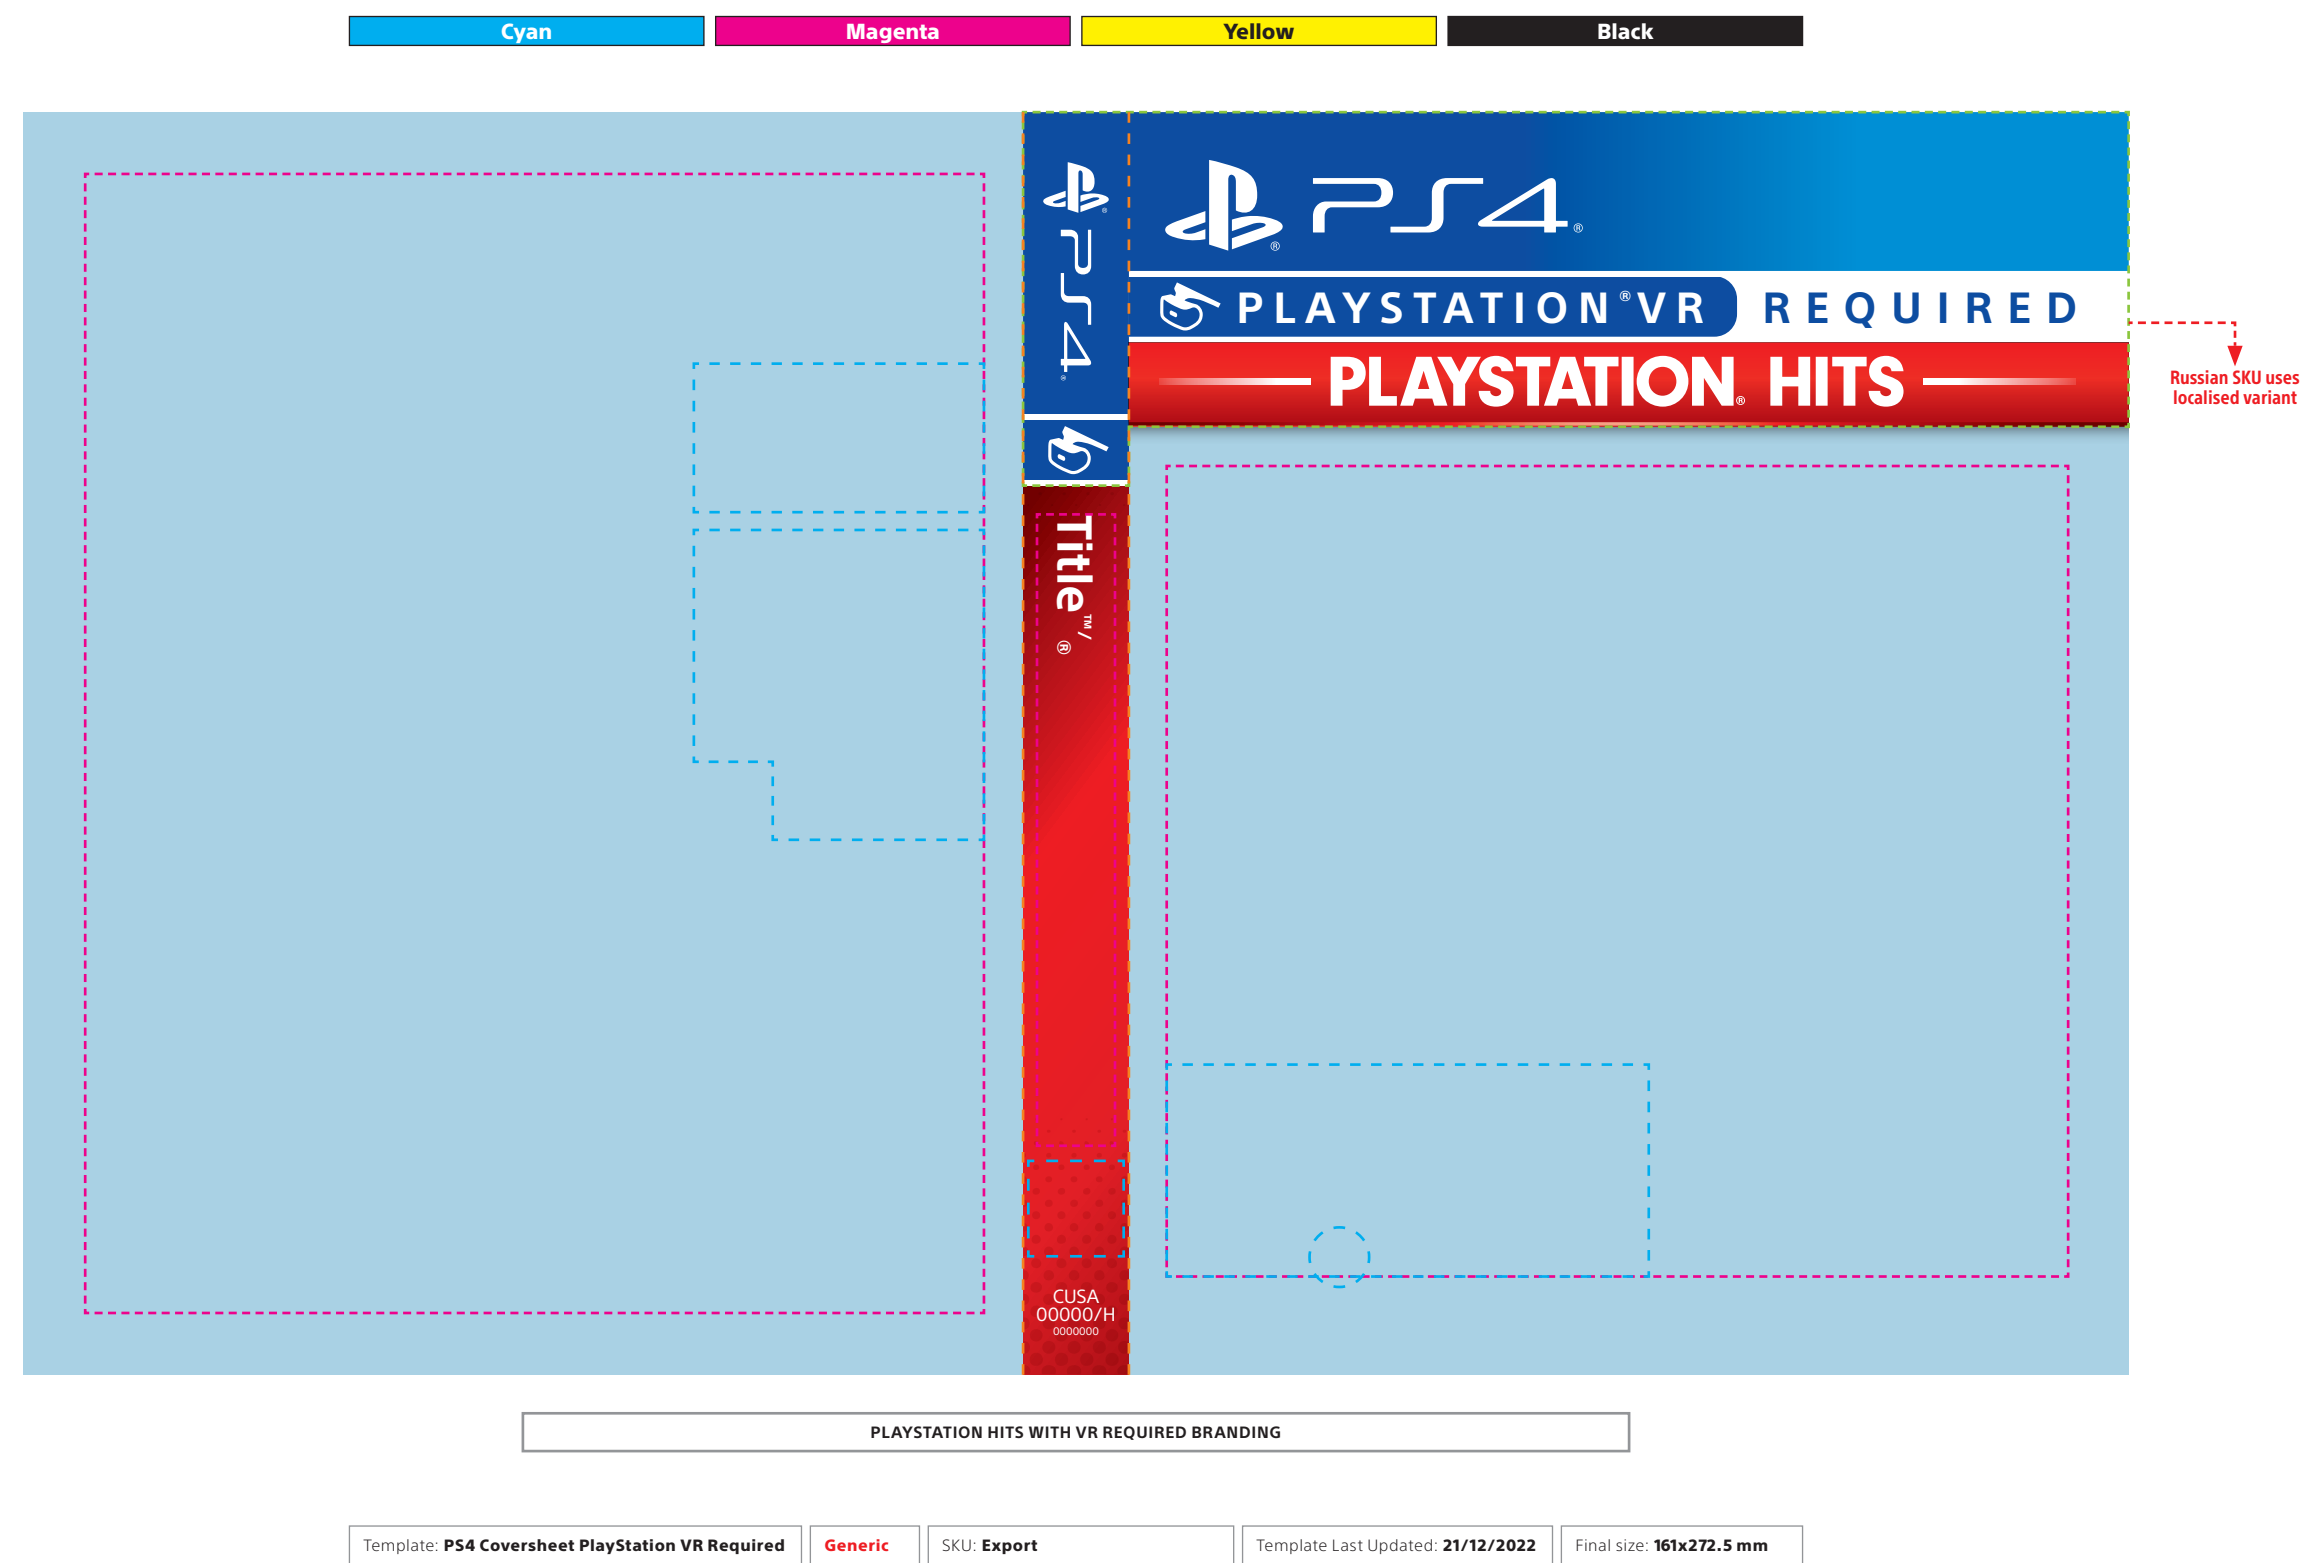 Cyan
Magenta
Yellow
Black
PS4®
PS4®
PLAYSTATION®VR REQUIRED
PLAYSTATION® HITS
Russian SKU uses
localised variant
Title™/®
CUSA
00000/H
0000000
PLAYSTATION HITS WITH VR REQUIRED BRANDING
Template: PS4 Coversheet PlayStation VR Required
Generic
SKU: Export
Template Last Updated: 21/12/2022
Final size: 161x272.5 mm